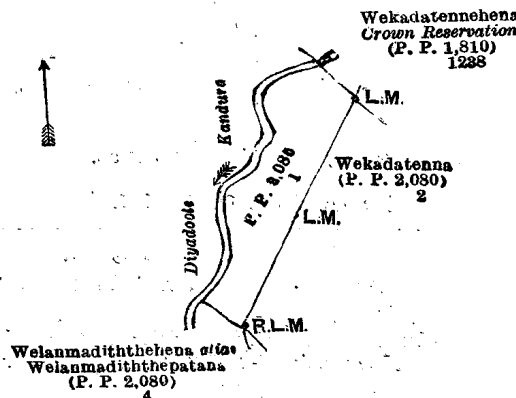 Wekadatennehena
Crown Reservation
(P. P. 1,810)
1238
L.M.
Kandura
P. P. 2,085
1
Wekadatenna
(P. P. 2,080)
2
L.M.
Diyadoole
R.L.M.
Welanmadiththehena alias
Welanmadiththepatana
(P. P. 2,080)
4